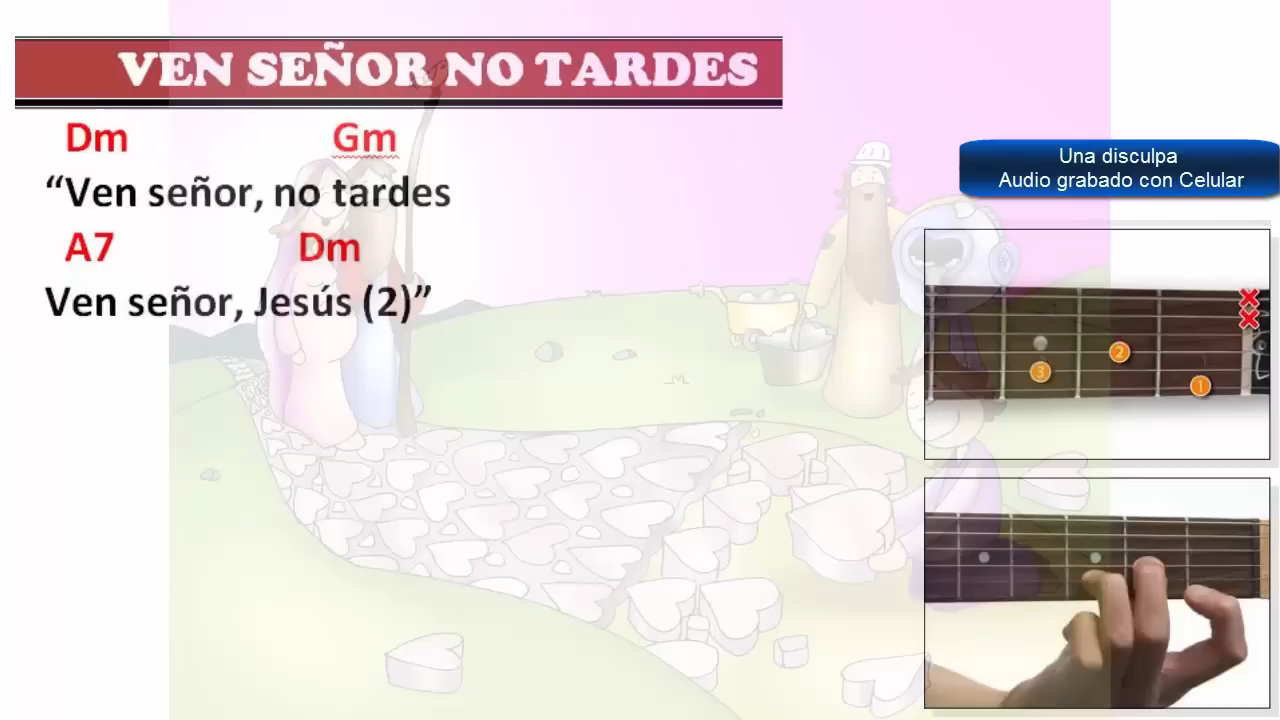 VEN SEÑOR NO TARDES
Dm Gm
“Ven señor, no tardes
A7 Dm
Ven señor, Jesús (2)”
Una disculpa
Audio grabado con Celular
2
3
1